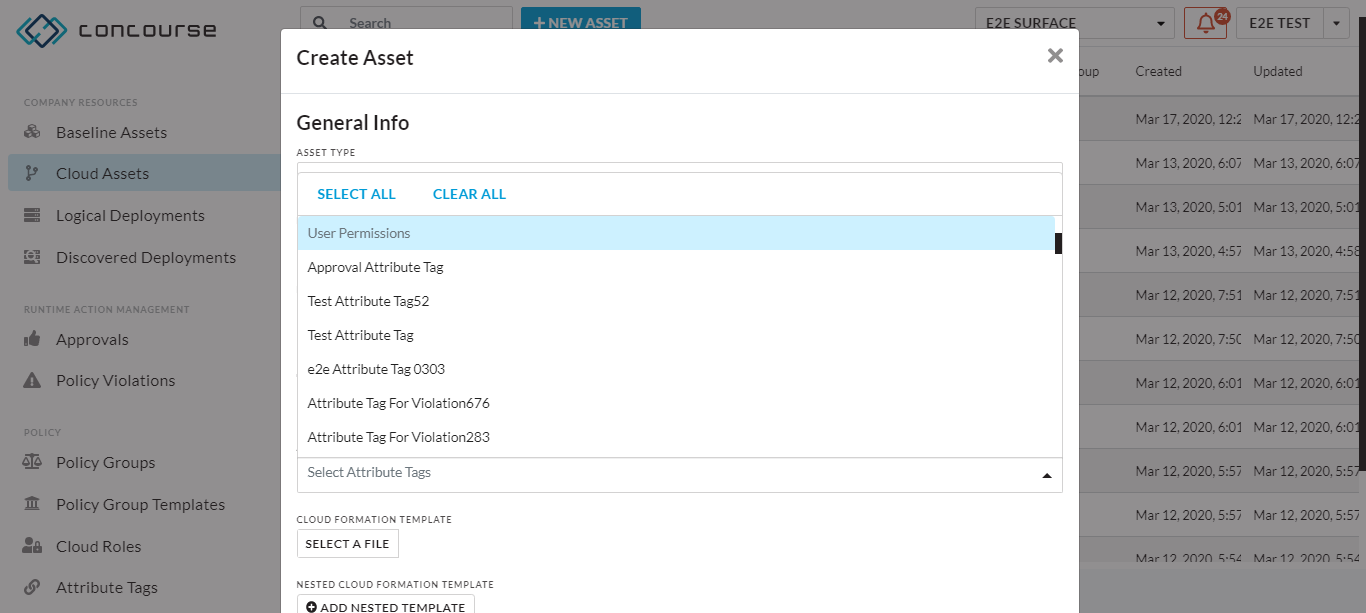 concourse
Search
+ NEW ASSET
E2E SURFACE
24
E2E TEST
COMPANY RESOURCES
Baseline Assets
Cloud Assets
Logical Deployments
Discovered Deployments
RUNTIME ACTION MANAGEMENT
Approvals
Policy Violations
POLICY
Policy Groups
Policy Group Templates
Cloud Roles
Attribute Tags
Create Asset
General Info
ASSET TYPE
SELECT ALL CLEAR ALL
User Permissions
Approval Attribute Tag
Test Attribute Tag52
Test Attribute Tag
e2e Attribute Tag 0303
Attribute Tag For Violation676
Attribute Tag For Violation283
Select Attribute Tags
CLOUD FORMATION TEMPLATE
SELECT A FILE
NESTED CLOUD FORMATION TEMPLATE
ADD NESTED TEMPLATE
oup Created Updated
Mar 17, 2020, 12:2 Mar 17, 2020, 12:2
Mar 13, 2020, 6:07 Mar 13, 2020, 6:07
Mar 13, 2020, 5:01 Mar 13, 2020, 5:01
Mar 13, 2020, 4:57 Mar 13, 2020, 4:58
Mar 12, 2020, 7:51 Mar 12, 2020, 7:51
Mar 12, 2020, 7:50 Mar 12, 2020, 7:50
Mar 12, 2020, 6:01 Mar 12, 2020, 6:01
Mar 12, 2020, 6:01 Mar 12, 2020, 6:01
Mar 12, 2020, 5:57 Mar 12, 2020, 5:57
Mar 12, 2020, 5:57 Mar 12, 2020, 5:57
Mar 12, 2020, 5:54 Mar 12, 2020, 5:54